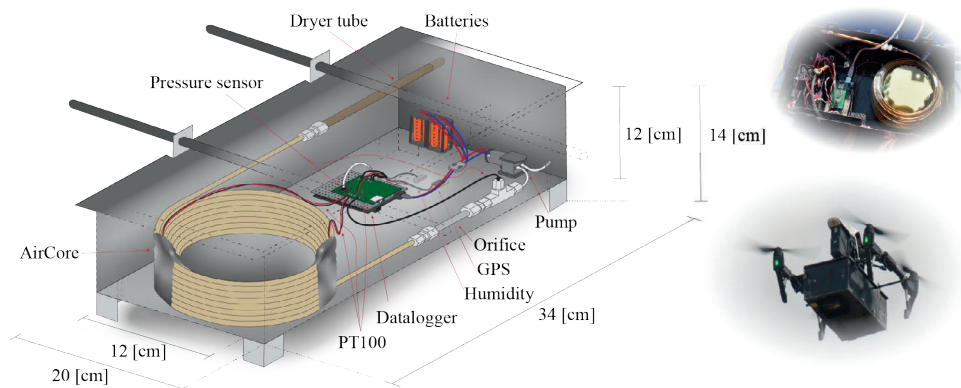 Dryer tube
Batteries
Pressure sensor
12 [cm]
14 [cm]
Pump
AirCore
Orifice
GPS
Humidity
Datalogger
PT100
34 [cm]
12 [cm]
20 [cm]